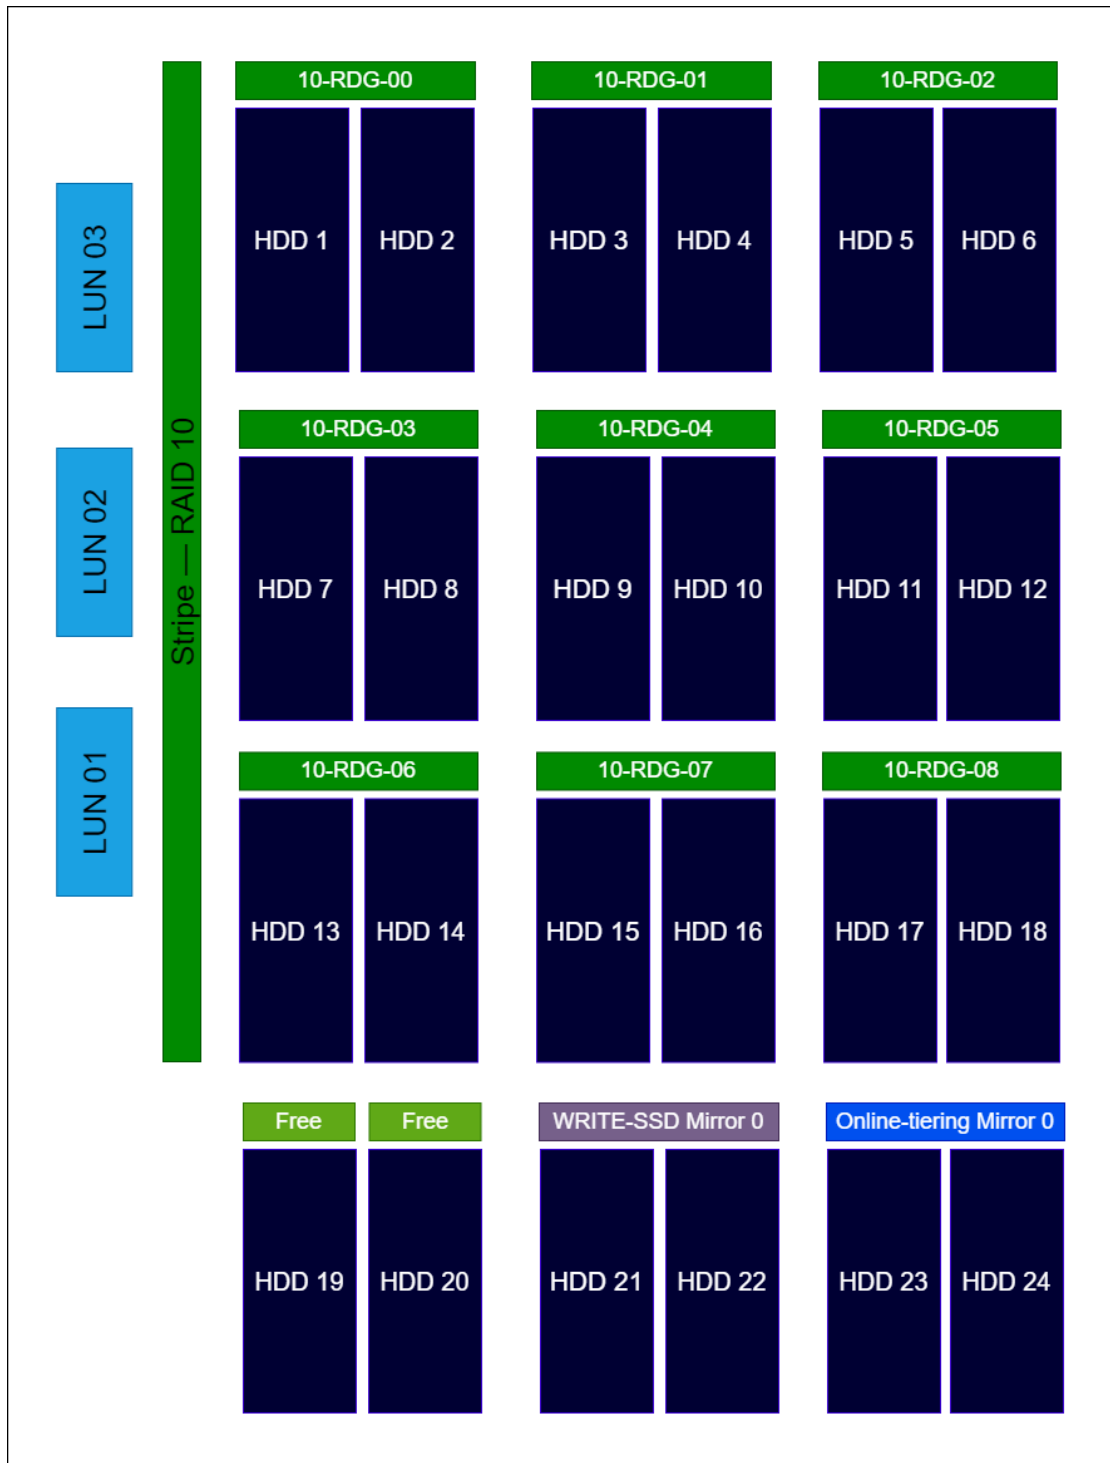 10-RDG-00
10-RDG-01
10-RDG-02
HDD 1
HDD 2
HDD 3
HDD 4
HDD 5
HDD 6
LUN 03
Stripe — RAID 10
10-RDG-03
10-RDG-04
10-RDG-05
LUN 02
HDD 7
HDD 8
HDD 9
HDD 10
HDD 11
HDD 12
10-RDG-06
10-RDG-07
10-RDG-08
LUN 01
HDD 13
HDD 14
HDD 15
HDD 16
HDD 17
HDD 18
Free
Free
WRITE-SSD Mirror 0
Online-tiering Mirror 0
HDD 19
HDD 20
HDD 21
HDD 22
HDD 23
HDD 24